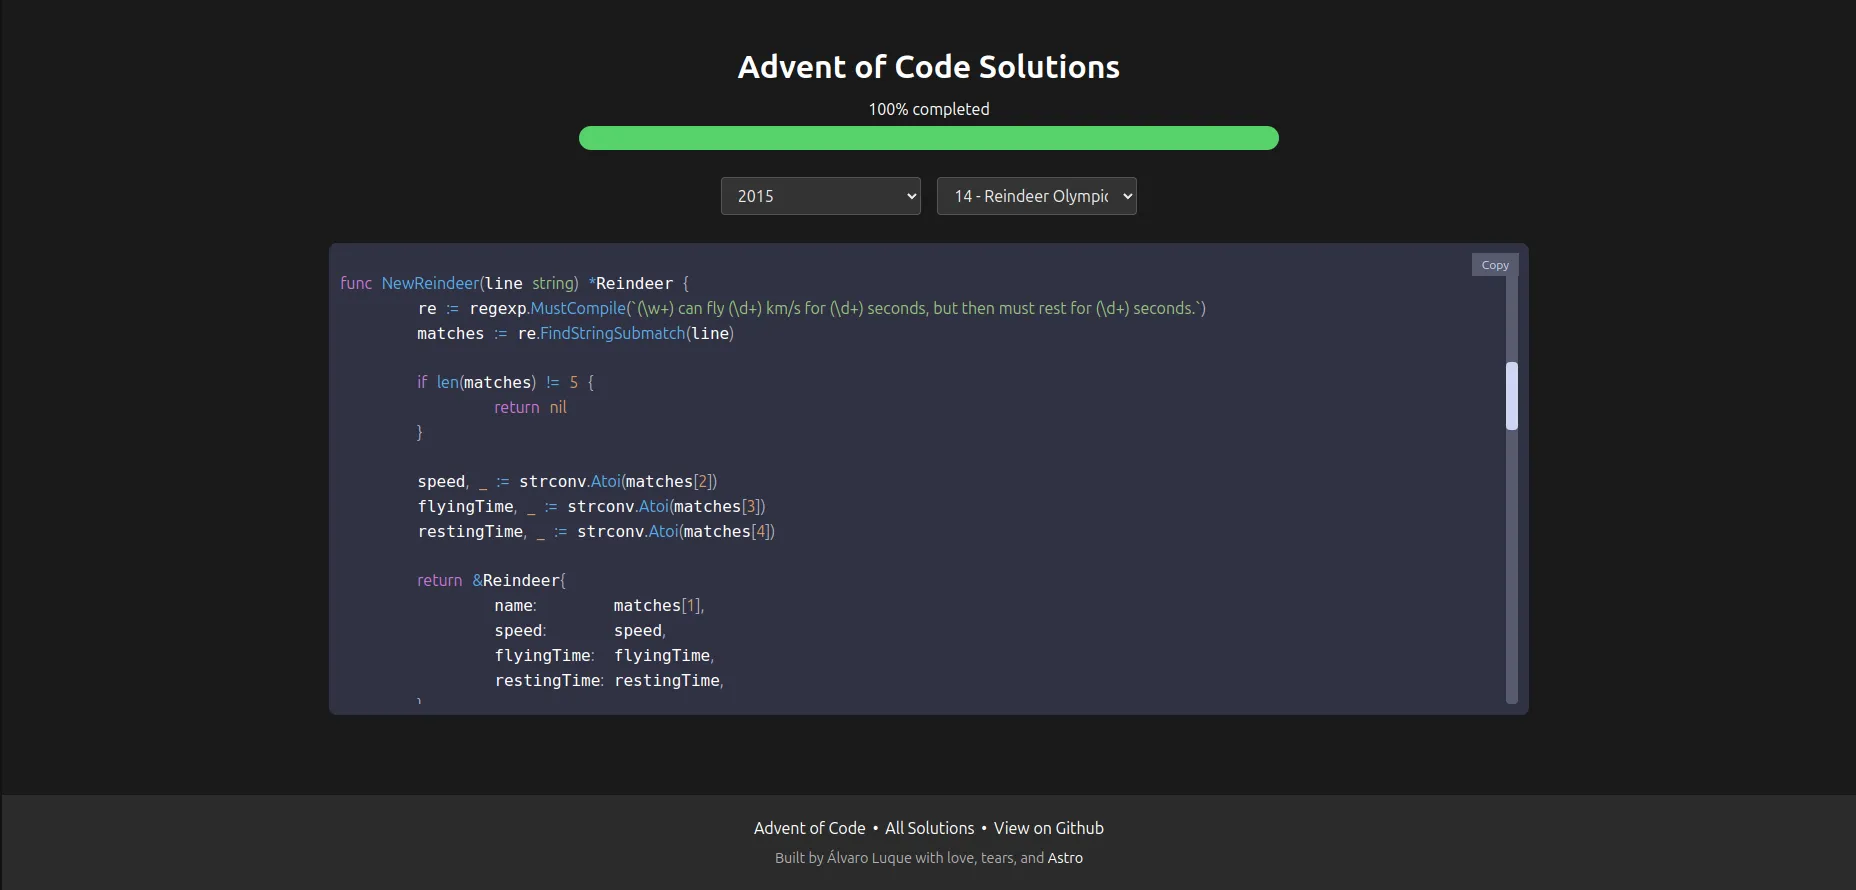 Advent of Code Solutions
100% completed
2015
14 - Reindeer Olympic
Copy
func NewReindeer(line string) *Reindeer {
re := regexp.MustCompile(`(\w+) can fly (\d+) km/s for (\d+) seconds, but then must rest for (\d+) seconds.`)
matches := re.FindStringSubmatch(line)
if len(matches) != 5 {
return nil
}
speed, _ := strconv.Atoi(matches[2])
flyingTime, _ := strconv.Atoi(matches[3])
restingTime, _ := strconv.Atoi(matches[4])
return &Reindeer{
name: matches[1],
speed: speed,
flyingTime: flyingTime,
restingTime: restingTime,
}
Advent of Code • All Solutions • View on Github
Built by Álvaro Luque with love, tears, and Astro